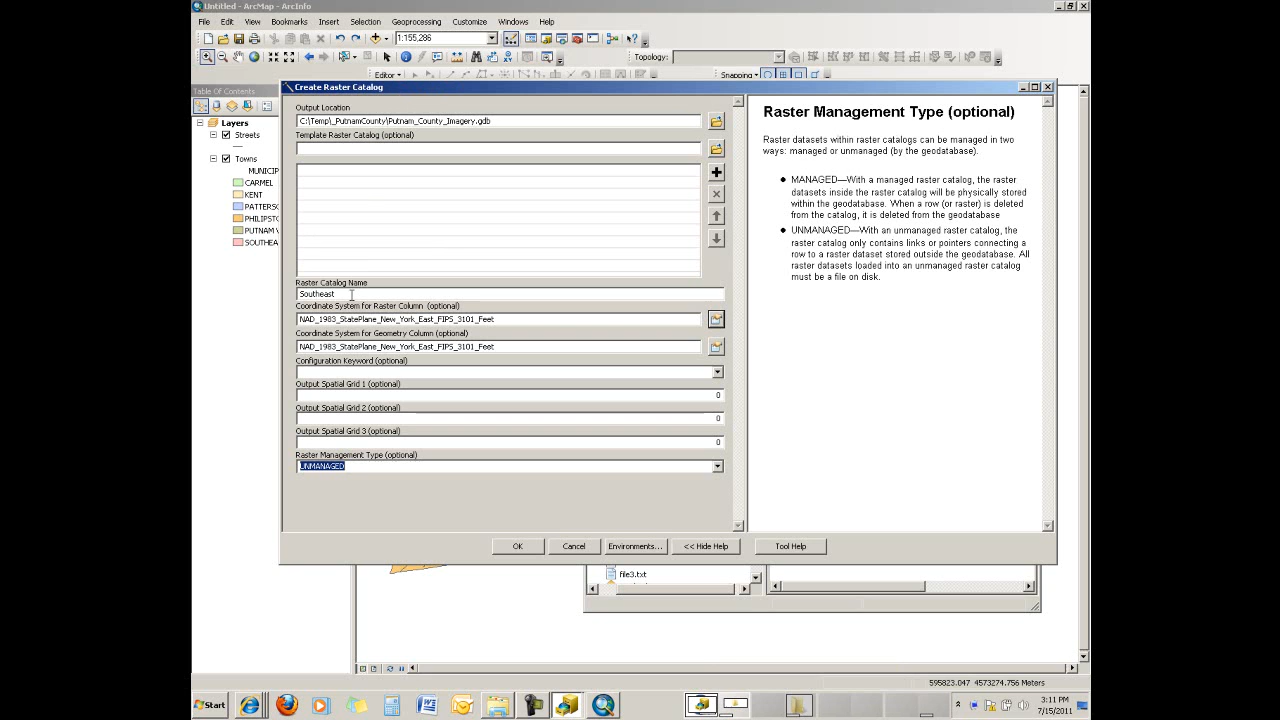 Untitled - ArcMap - ArcInfo
File Edit View Bookmarks Insert Selection Geoprocessing Customize Windows Help
1:155,286
Topology:
Editor
Snapping
Table Of Contents
Layers
Streets
Towns
MUNICIP
CARMEL
KENT
PATTERS
PHILIPST
PUTNAM V
SOUTHEA
Create Raster Catalog
Output Location
C:\Temp\_PutnamCounty\Putnam_County_Imagery.gdb
Template Raster Catalog (optional)
Raster Catalog Name
Southeast
Coordinate System for Raster Column (optional)
NAD_1983_StatePlane_New_York_East_FIPS_3101_Feet
Coordinate System for Geometry Column (optional)
NAD_1983_StatePlane_New_York_East_FIPS_3101_Feet
Configuration Keyword (optional)
Output Spatial Grid 1 (optional)
0
Output Spatial Grid 2 (optional)
0
Output Spatial Grid 3 (optional)
0
Raster Management Type (optional)
UNMANAGED
OK Cancel Environments... << Hide Help Tool Help
Raster Management Type (optional)
Raster datasets within raster catalogs can be managed in two
ways: managed or unmanaged (by the geodatabase).
• MANAGED—With a managed raster catalog, the raster
datasets inside the raster catalog will be physically stored
within the geodatabase. When a row (or raster) is deleted
from the catalog, it is deleted from the geodatabase
• UNMANAGED—With an unmanaged raster catalog, the
raster catalog only contains links or pointers connecting a
row to a raster dataset stored outside the geodatabase. All
raster datasets loaded into an unmanaged raster catalog
must be a file on disk.
file3.txt
595823.047 4573274.756 Meters
Start
3:11 PM
7/15/2011